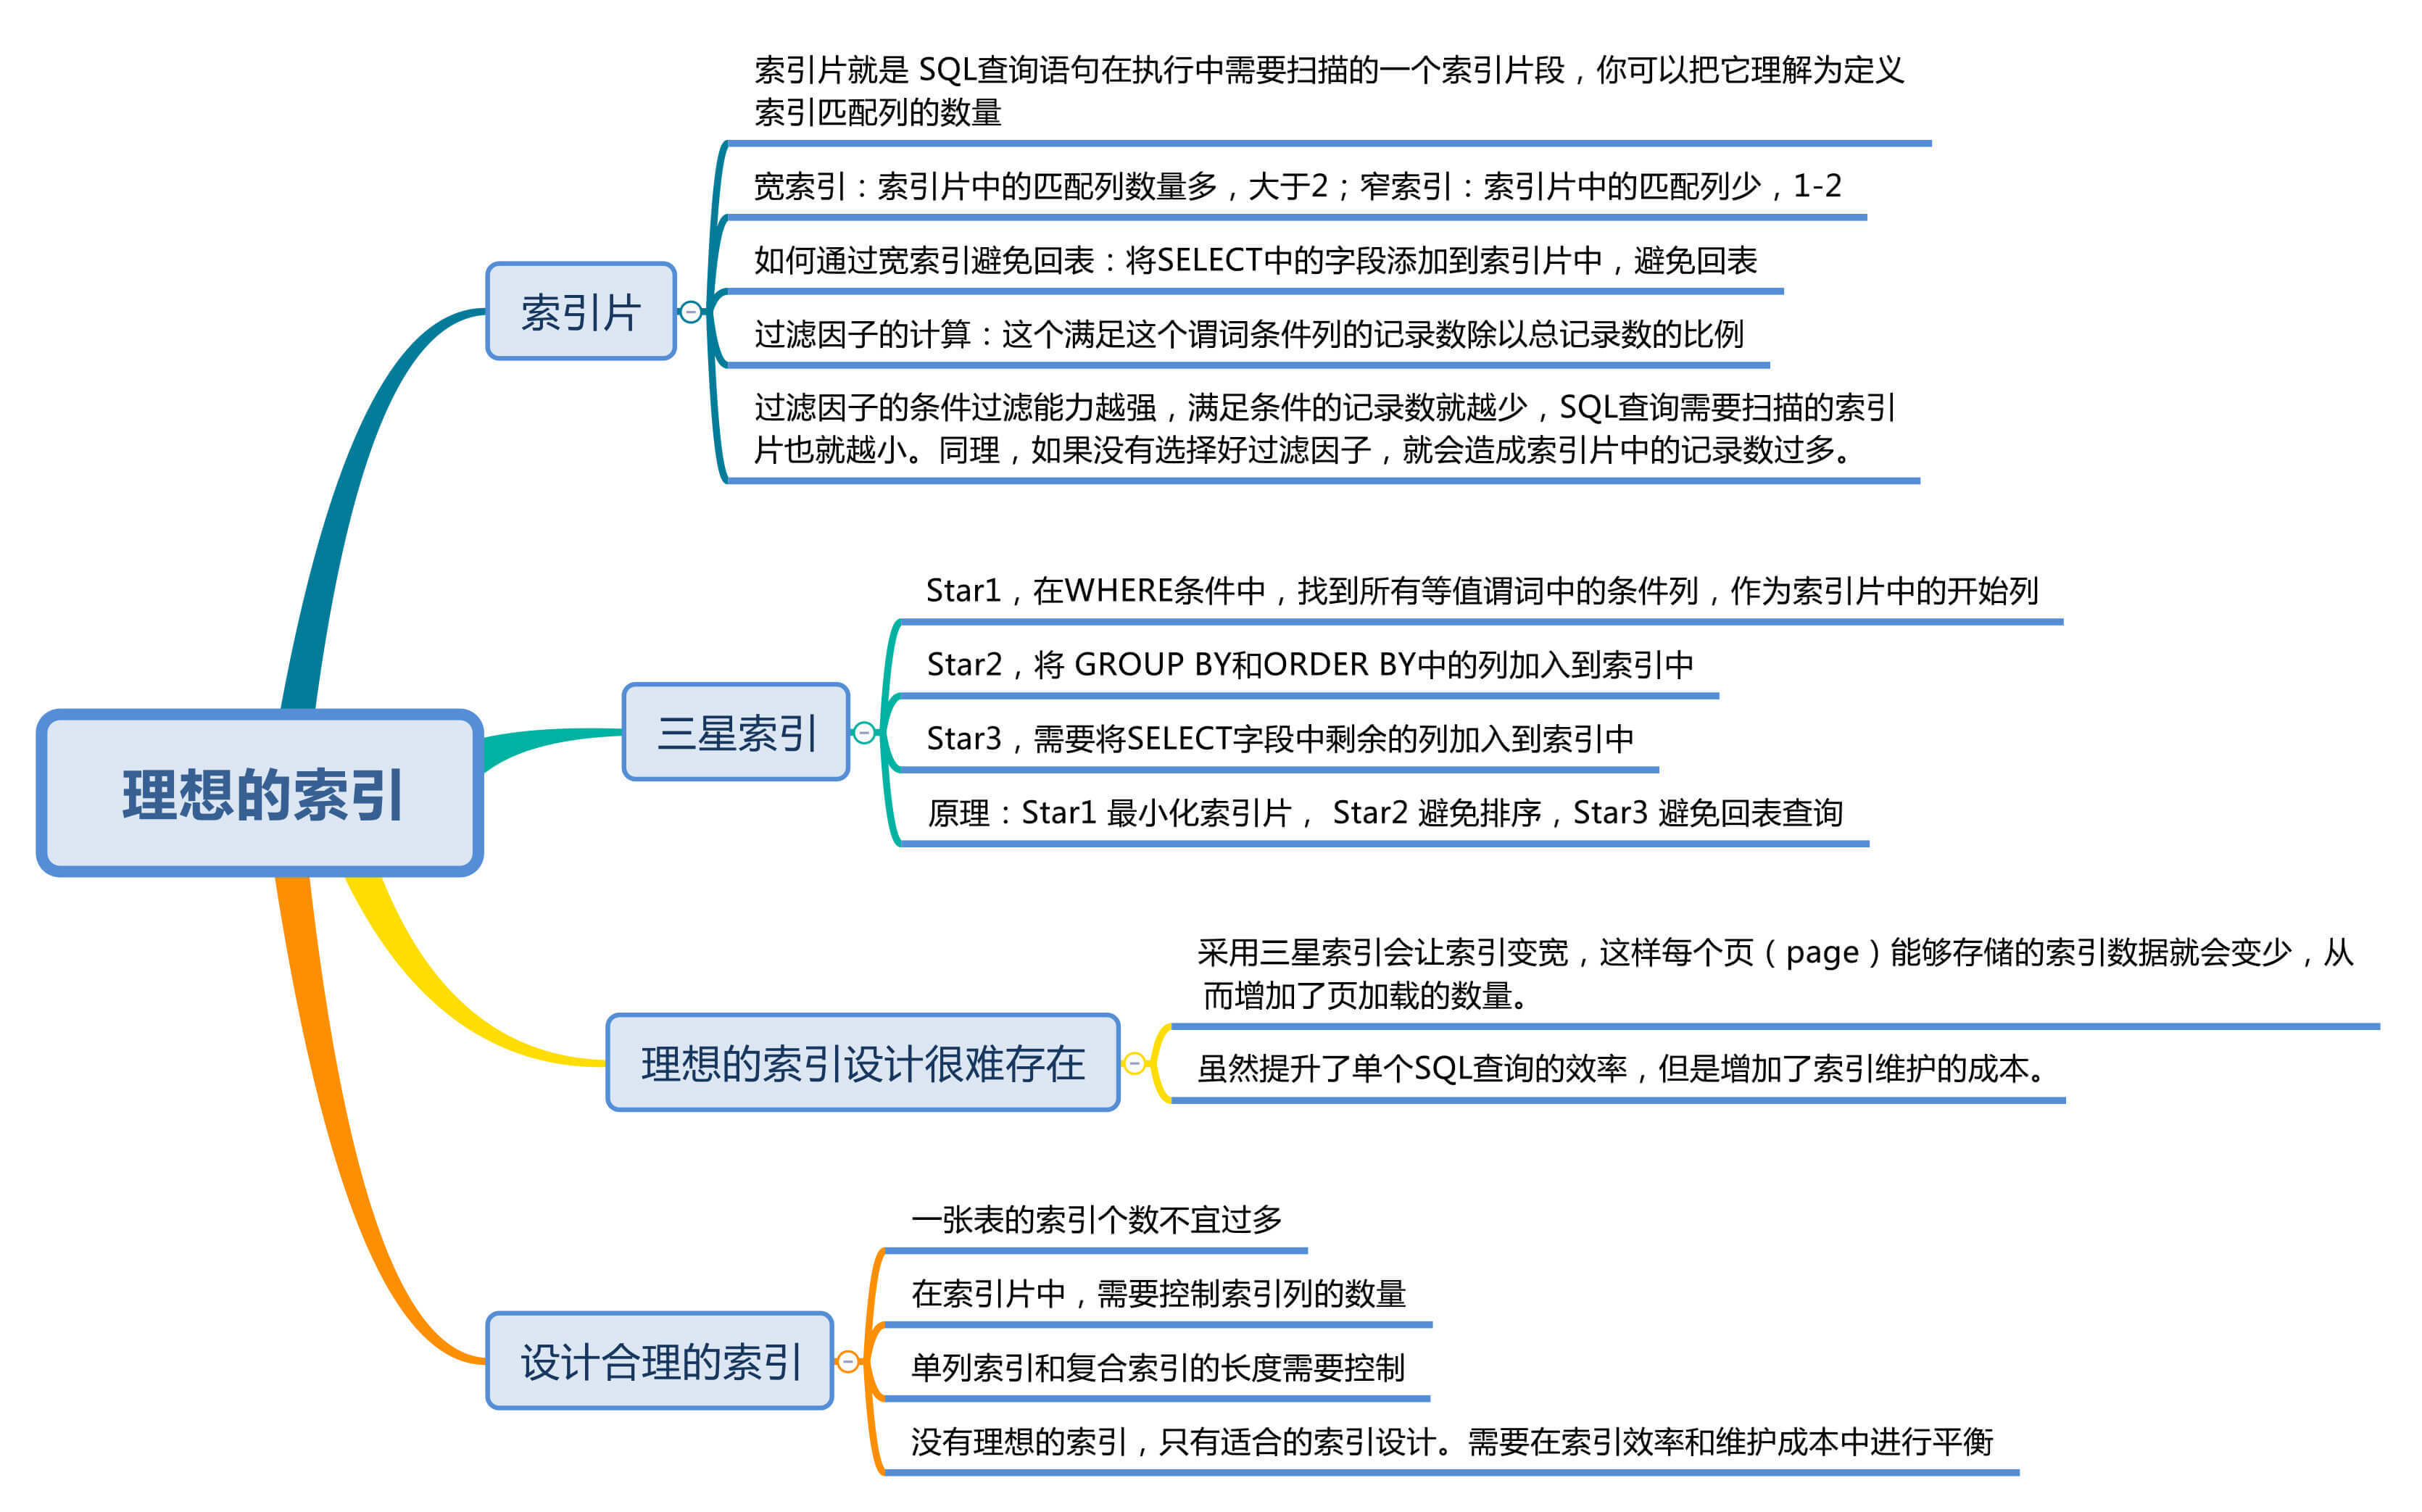 理想的索引
索引片
索引片就是 SQL查询语句在执行中需要扫描的一个索引片段，你可以把它理解为定义
索引匹配列的数量
宽索引：索引片中的匹配列数量多，大于2；窄索引：索引片中的匹配列少，1-2
如何通过宽索引避免回表：将SELECT中的字段添加到索引片中，避免回表
过滤因子的计算：这个满足这个谓词条件列的记录数除以总记录数的比例
过滤因子的条件过滤能力越强，满足条件的记录数就越少，SQL查询需要扫描的索引
片也就越小。同理，如果没有选择好过滤因子，就会造成索引片中的记录数过多。
三星索引
Star1，在WHERE条件中，找到所有等值谓词中的条件列，作为索引片中的开始列
Star2，将 GROUP BY和ORDER BY中的列加入到索引中
Star3，需要将SELECT字段中剩余的列加入到索引中
原理：Star1 最小化索引片， Star2 避免排序，Star3 避免回表查询
理想的索引设计很难存在
采用三星索引会让索引变宽，这样每个页（page）能够存储的索引数据就会变少，从
而增加了页加载的数量。
虽然提升了单个SQL查询的效率，但是增加了索引维护的成本。
设计合理的索引
一张表的索引个数不宜过多
在索引片中，需要控制索引列的数量
单列索引和复合索引的长度需要控制
没有理想的索引，只有适合的索引设计。需要在索引效率和维护成本中进行平衡